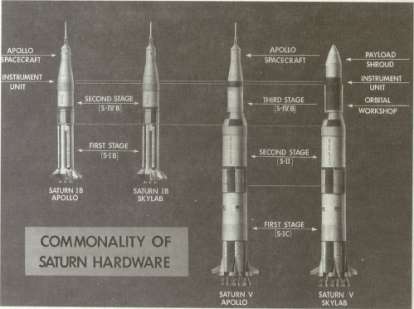 APOLLO
SPACECRAFT
INSTRUMENT
UNIT
SECOND STAGE
(S-IVB)
FIRST STAGE
(S-IB)
SATURN IB
APOLLO
SATURN IB
SKYLAB
APOLLO
SPACECRAFT
THIRD STAGE
(S-IVB)
SECOND STAGE
(S-II)
FIRST STAGE
(S-IC)
SATURN V
APOLLO
PAYLOAD
SHROUD
INSTRUMENT
UNIT
ORBITAL
WORKSHOP
SATURN V
SKYLAB
COMMONALITY OF
SATURN HARDWARE